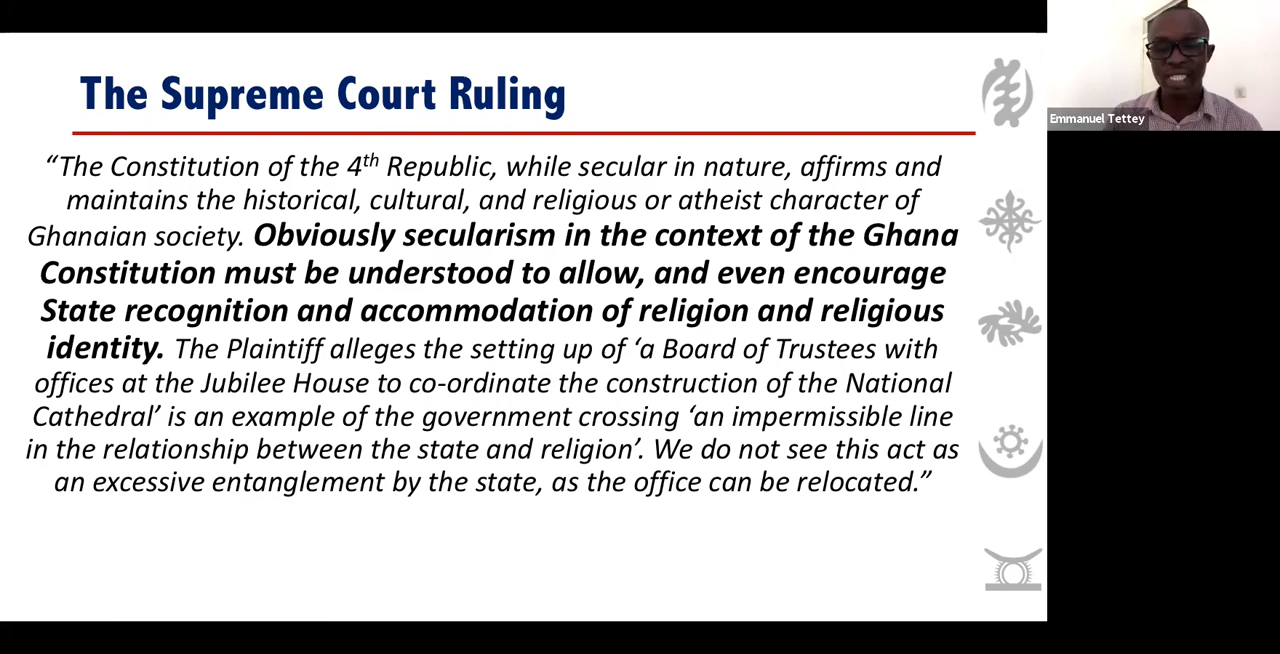 The Supreme Court Ruling
“The Constitution of the 4th Republic, while secular in nature, affirms and
maintains the historical, cultural, and religious or atheist character of
Ghanaian society. Obviously secularism in the context of the Ghana
Constitution must be understood to allow, and even encourage
State recognition and accommodation of religion and religious
identity. The Plaintiff alleges the setting up of ‘a Board of Trustees with
offices at the Jubilee House to co-ordinate the construction of the National
Cathedral’ is an example of the government crossing ‘an impermissible line
in the relationship between the state and religion’. We do not see this act as
an excessive entanglement by the state, as the office can be relocated.”
Emmanuel Tettey